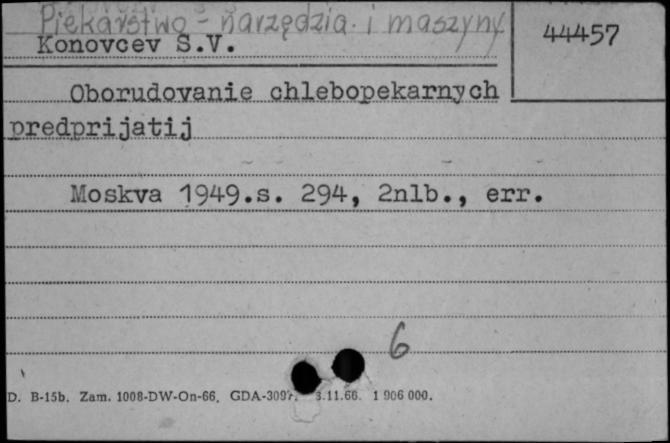 Piekarstwo - narzędzia i maszyny
Konovcev S.V.
44457
Oborudovanie chlebopekarnych
predprijatij
Moskva 1949.s. 294, 2nlb., err.
6
D. B-15b. Zam. 1008-DW-On-66. GDA-309 3.11.66. 1 906 000.